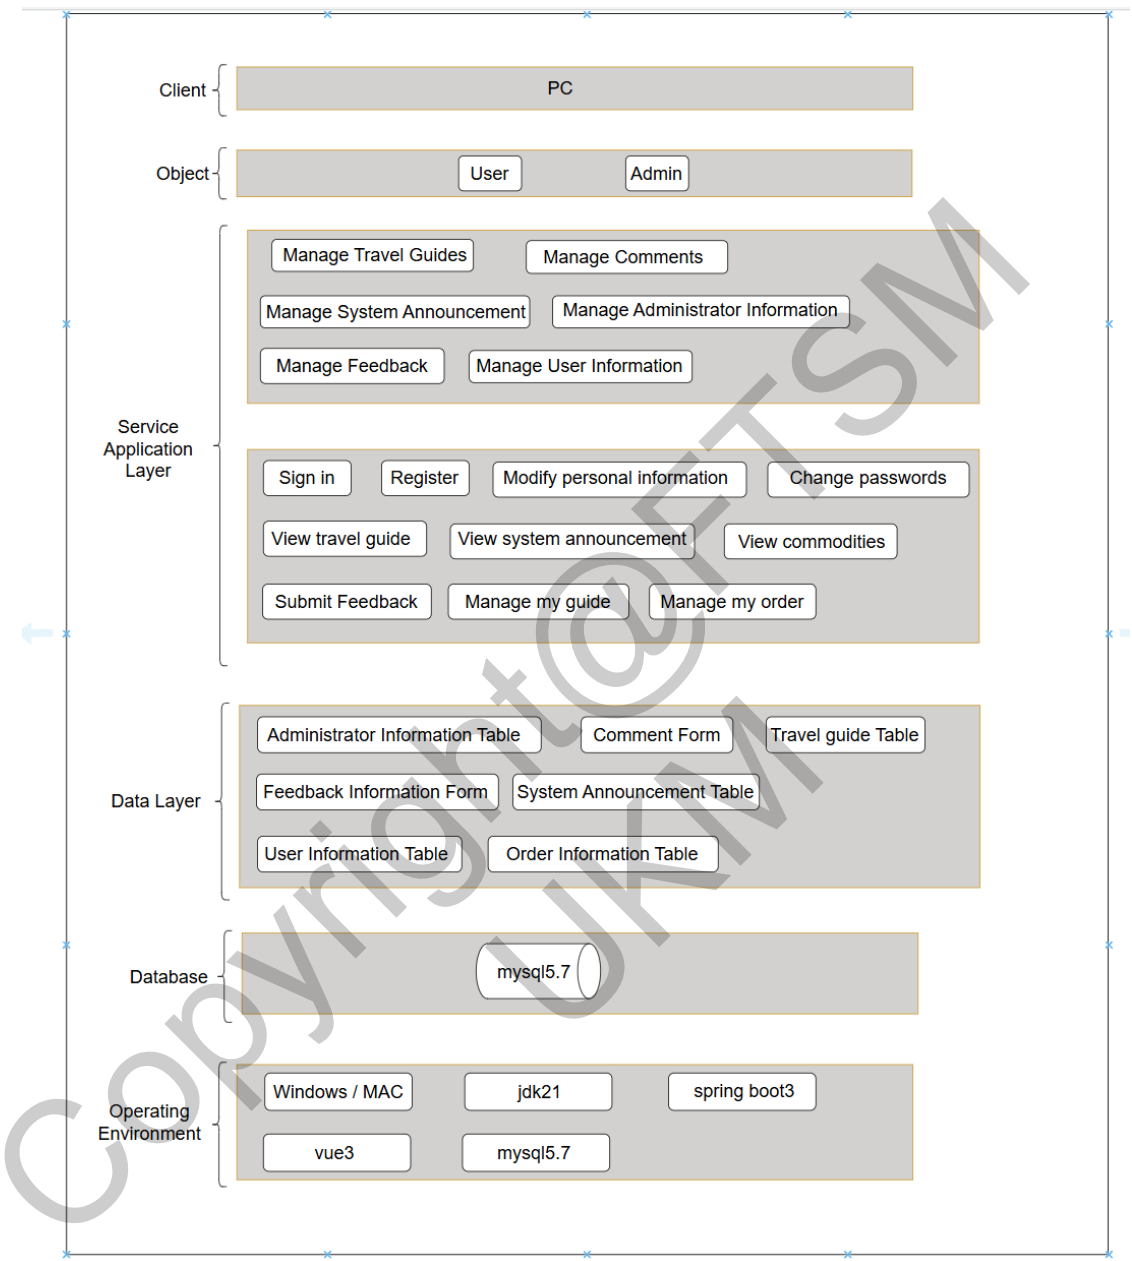 Client
PC
Object
User
Admin
Service
Application
Layer
Manage Travel Guides
Manage Comments
Manage System Announcement
Manage Administrator Information
Manage Feedback
Manage User Information
Sign in
Register
Modify personal information
Change passwords
View travel guide
View system announcement
View commodities
Submit Feedback
Manage my guide
Manage my order
Data Layer
Administrator Information Table
Comment Form
Travel guide Table
Feedback Information Form
System Announcement Table
User Information Table
Order Information Table
Database
mysql5.7
Operating
Environment
Windows / MAC
jdk21
spring boot3
vue3
mysql5.7
Copyright@FTSM
UKM